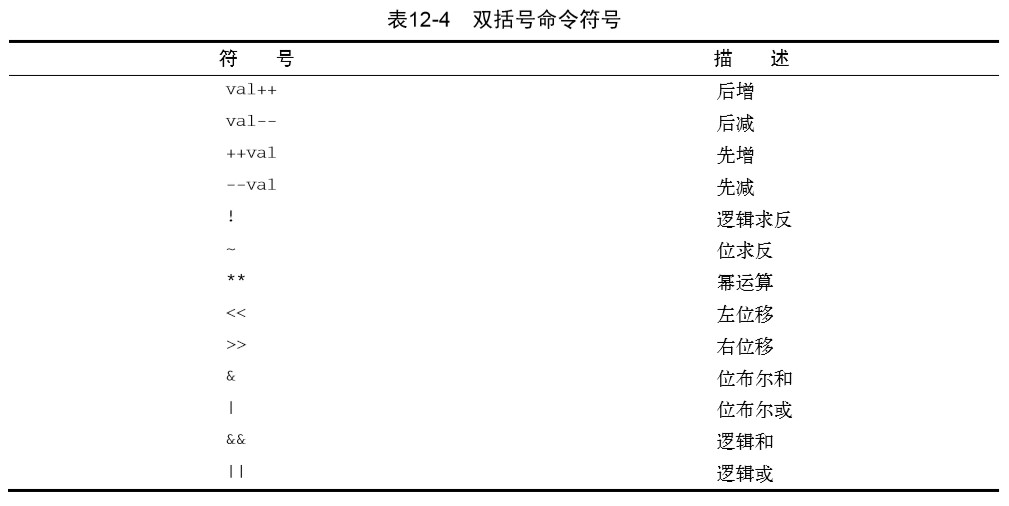 表12-4 双括号命令符号
符 号 描 述
val++ 后增
val-- 后减
++val 先增
--val 先减
! 逻辑求反
~ 位求反
** 幂运算
<< 左位移
>> 右位移
& 位布尔和
| 位布尔或
&& 逻辑和
|| 逻辑或